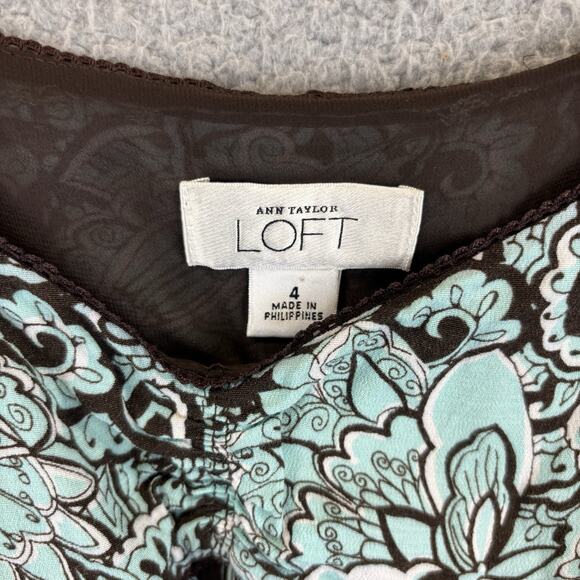 ANN TAYLOR
LOFT
4
MADE IN
PHILIPPINES